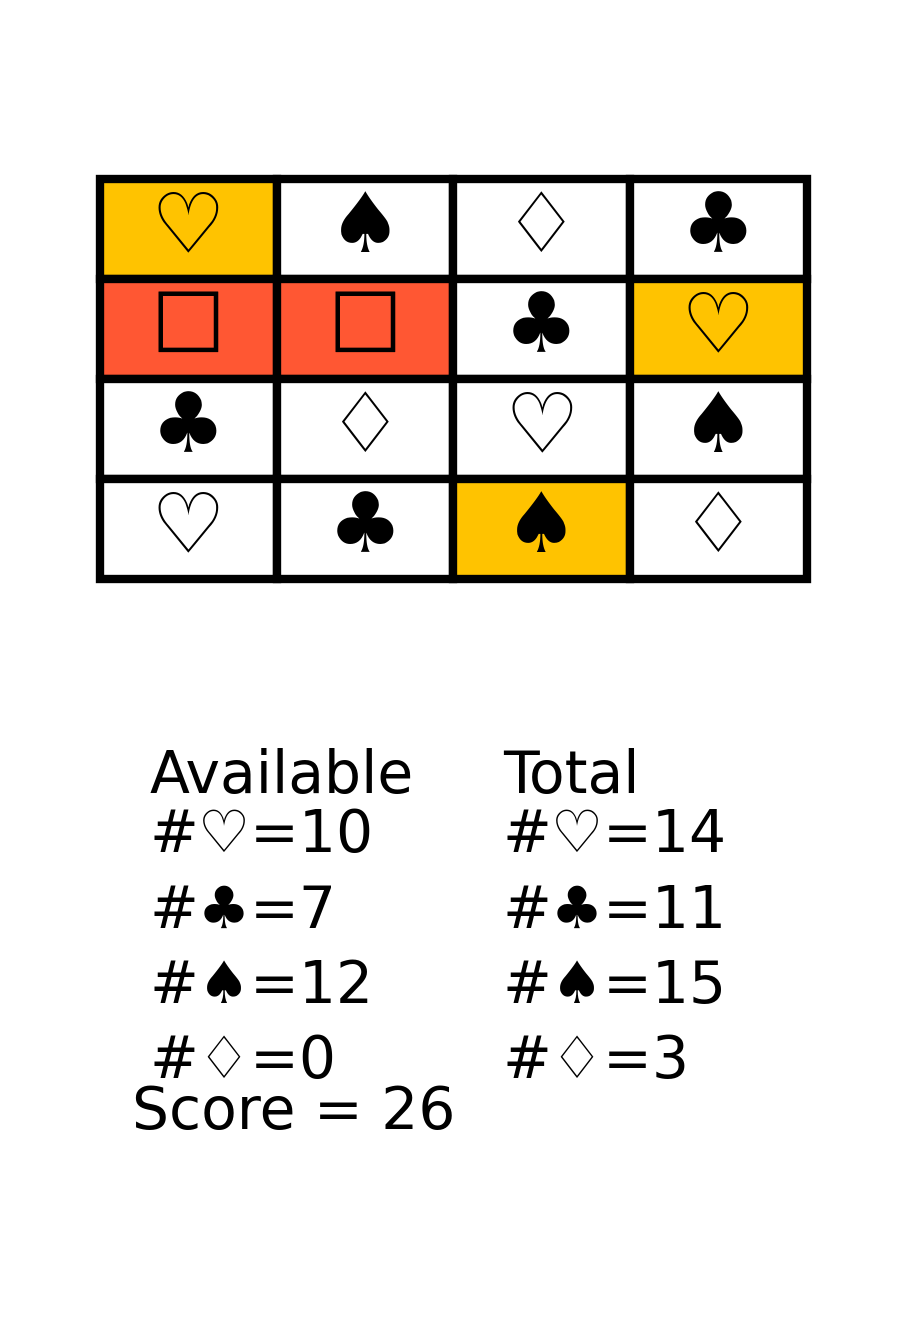 ♡ ♠ ♢ ♣
□ □ ♣ ♡
♣ ♢ ♡ ♠
♡ ♣ ♠ ♢
Available Total
#♡=10 #♡=14
#♣=7 #♣=11
#♠=12 #♠=15
#♢=0 #♢=3
Score = 26